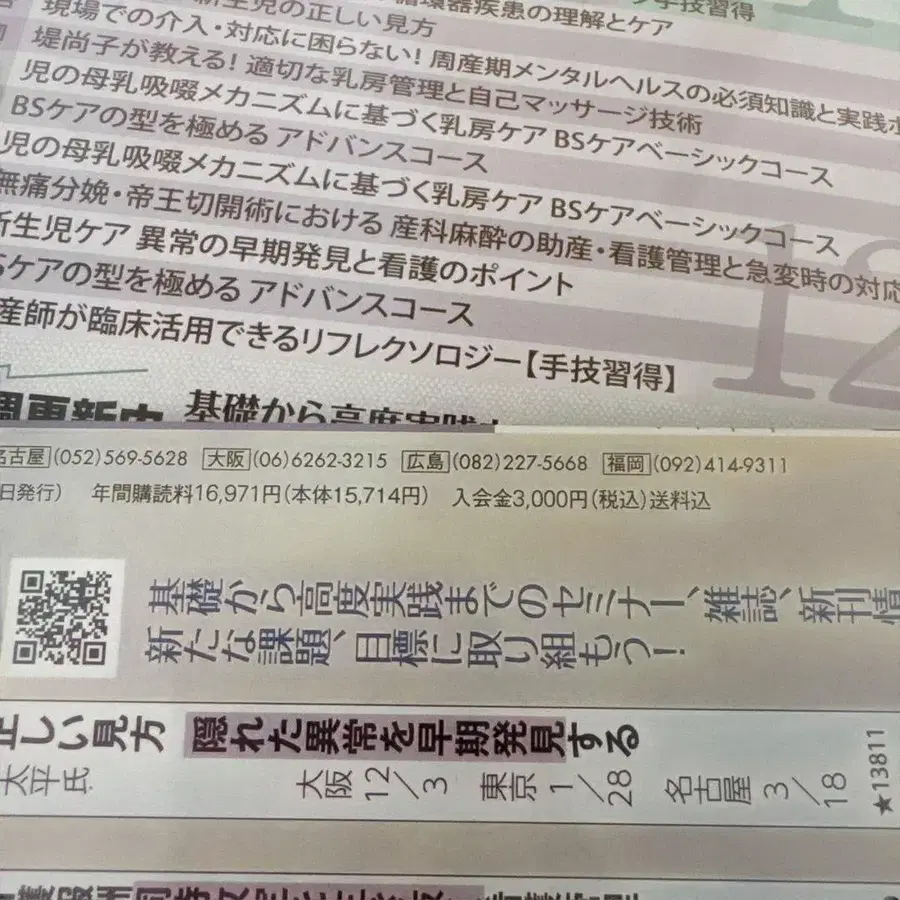 循環器疾患の理解とケア
手技習得
新生児の正しい見方
現場での介入・対応に困らない! 周産期メンタルヘルスの必須知識と実践
堤尚子が教える! 適切な乳房管理と自己マッサージ技術
児の母乳吸啜メカニズムに基づく乳房ケア BSケアベーシックコース
BSケアの型を極める アドバンスコース
児の母乳吸啜メカニズムに基づく乳房ケア BSケアベーシックコース
無痛分娩・帝王切開術における 産科麻酔の助産・看護管理と急変時の対応
新生児ケア 異常の早期発見と看護のポイント
Sケアの型を極める アドバンスコース
産師が臨床活用できるリフレクソロジー【手技習得】
12
基礎から高度実践
名古屋(052)569-5628 大阪(06)6262-3215 広島(082)227-5668 福岡(092)414-9311
日発行) 年間購読料16,971円(本体15,714円) 入会金3,000円(税込)送料込
基礎から高度実践までのセミナー、雑誌、新刊情
新たな課題、目標に取り組もう!
正しい見方 隠れた異常を早期発見する
太平氏 大阪 12/3 東京 1/28 名古屋 3/18
★13811